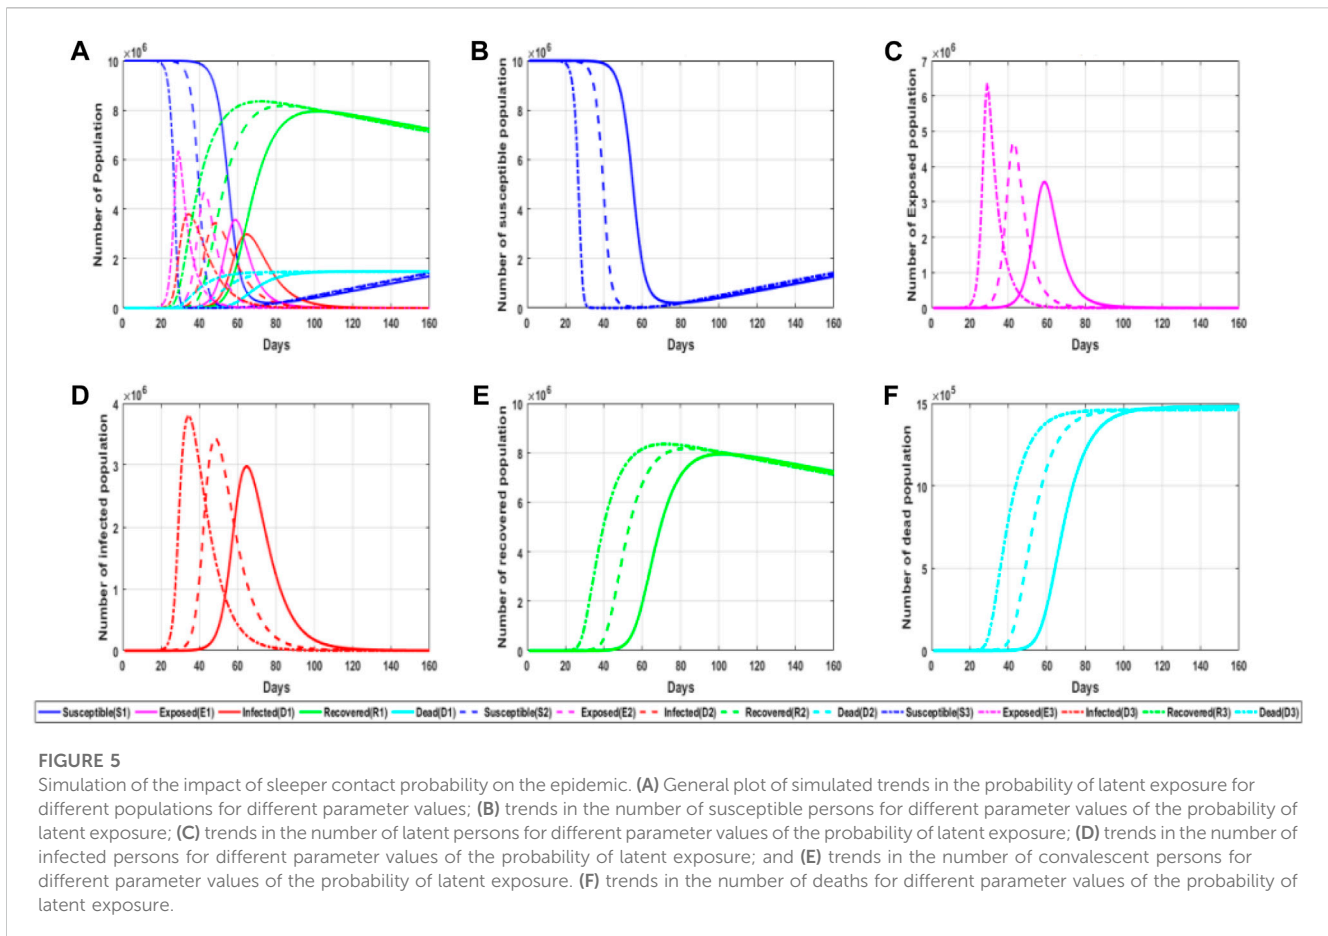 A
×10⁶
10
8
6
4
2
0
Number of Population
0 20 40 60 80 100 120 140 160
Days
B
×10⁶
10
8
6
4
2
0
Number of susceptible population
0 20 40 60 80 100 120 140 160
Days
C
×10⁶
7
6
5
4
3
2
1
0
Number of Exposed population
0 20 40 60 80 100 120 140 160
Days
D
×10⁶
4
3
2
1
0
Number of infected population
0 20 40 60 80 100 120 140 160
Days
E
×10⁶
10
8
6
4
2
0
Number of recovered population
0 20 40 60 80 100 120 140 160
Days
F
×10⁵
15
10
5
0
Number of dead population
0 20 40 60 80 100 120 140 160
Days
Susceptible(S1) Exposed(E1) Infected(D1) Recovered(R1) Dead(D1) Susceptible(S2) Exposed(E2) Infected(D2) Recovered(R2) Dead(D2) Susceptible(S3) Exposed(E3) Infected(D3) Recovered(R3) Dead(D3)
FIGURE 5
Simulation of the impact of sleeper contact probability on the epidemic. (A) General plot of simulated trends in the probability of latent exposure for
different populations for different parameter values; (B) trends in the number of susceptible persons for different parameter values of the probability of
latent exposure; (C) trends in the number of latent persons for different parameter values of the probability of latent exposure; (D) trends in the number of
infected persons for different parameter values of the probability of latent exposure; and (E) trends in the number of convalescent persons for
different parameter values of the probability of latent exposure. (F) trends in the number of deaths for different parameter values of the probability of
latent exposure.